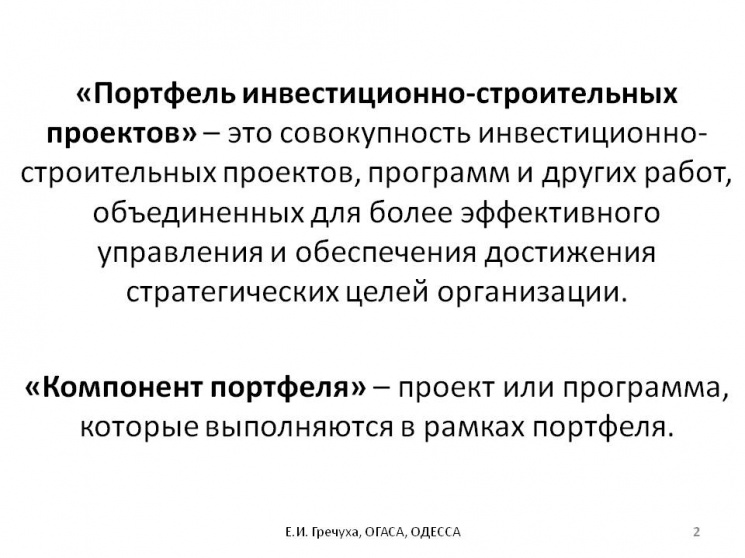 «Портфель инвестиционно-строительных
проектов» – это совокупность инвестиционно-
строительных проектов, программ и других работ,
объединенных для более эффективного
управления и обеспечения достижения
стратегических целей организации.
«Компонент портфеля» – проект или программа,
которые выполняются в рамках портфеля.
Е.И. Гречуха, ОГАСА, ОДЕССА
2